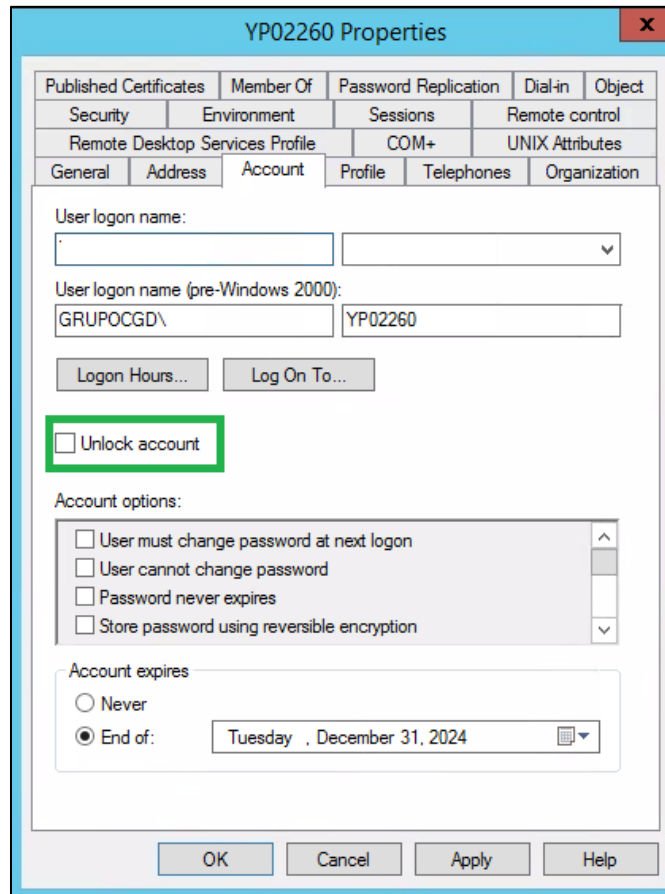 YP02260 Properties
x
Published Certificates Member Of Password Replication Dial-in Object
Security Environment Sessions Remote control
Remote Desktop Services Profile COM+ UNIX Attributes
General Address Account Profile Telephones Organization
User logon name:
User logon name (pre-Windows 2000):
GRUPOCGD\ YP02260
Logon Hours... Log On To...
Unlock account
Account options:
User must change password at next logon
User cannot change password
Password never expires
Store password using reversible encryption
Account expires
Never
End of: Tuesday , December 31, 2024
OK Cancel Apply Help